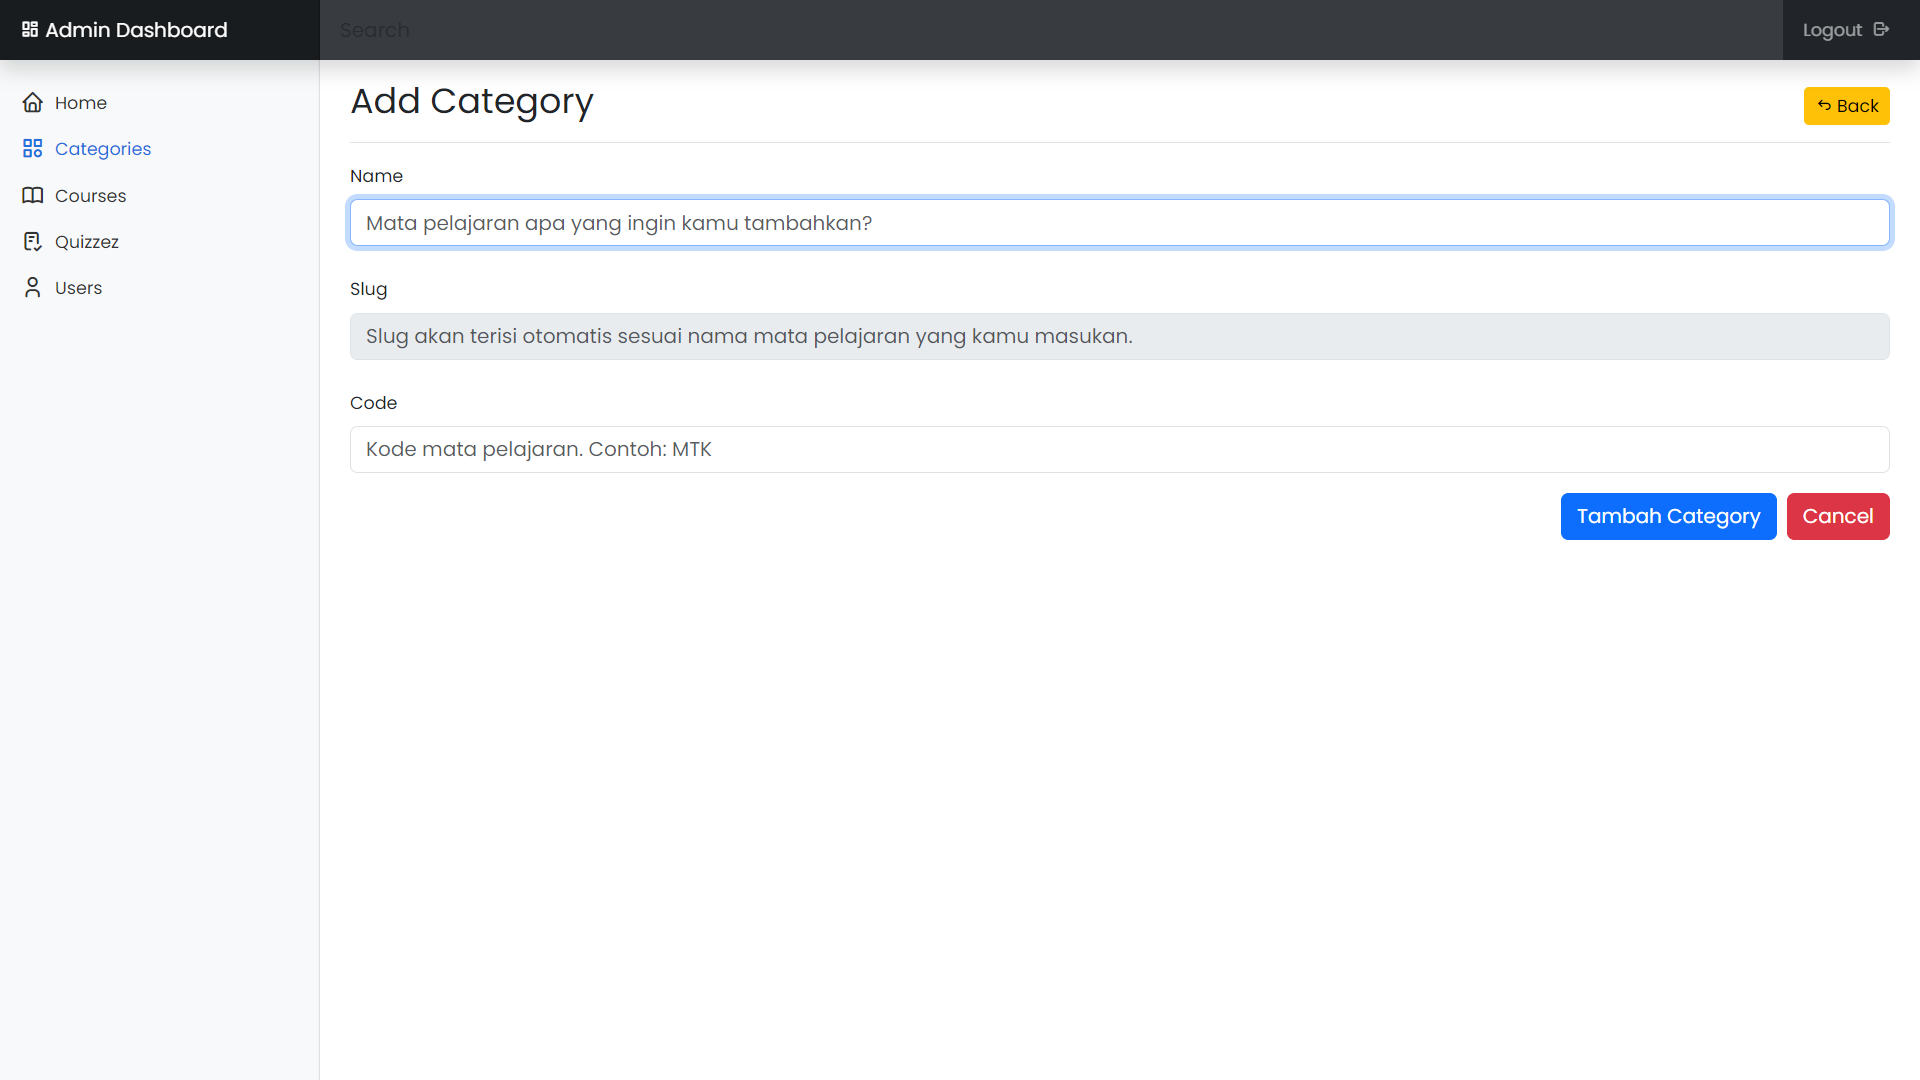 Admin Dashboard
Search
Logout
Home
Categories
Courses
Quizzez
Users
Add Category
Back
Name
Mata pelajaran apa yang ingin kamu tambahkan?
Slug
Slug akan terisi otomatis sesuai nama mata pelajaran yang kamu masukan.
Code
Kode mata pelajaran. Contoh: MTK
Tambah Category
Cancel